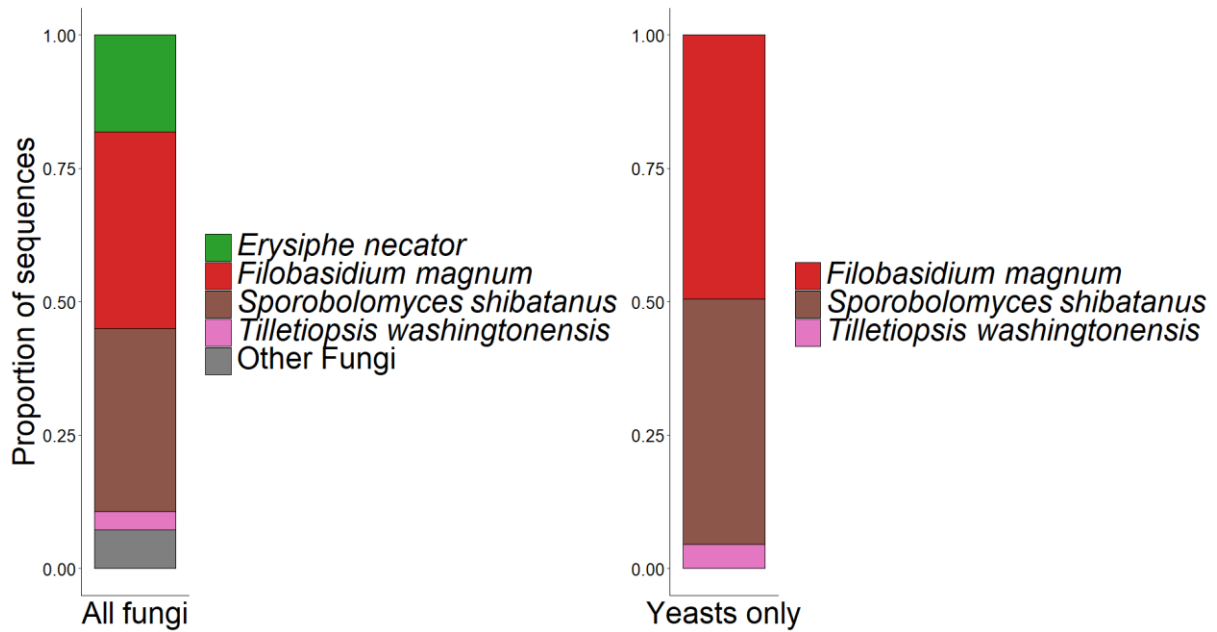 Proportion of sequences
1.00
0.75
0.50
0.25
0.00
All fungi
Erysiphe necator
Filobasidium magnum
Sporobolomyces shibatanus
Tilletiopsis washingtonensis
Other Fungi
1.00
0.75
0.50
0.25
0.00
Yeasts only
Filobasidium magnum
Sporobolomyces shibatanus
Tilletiopsis washingtonensis